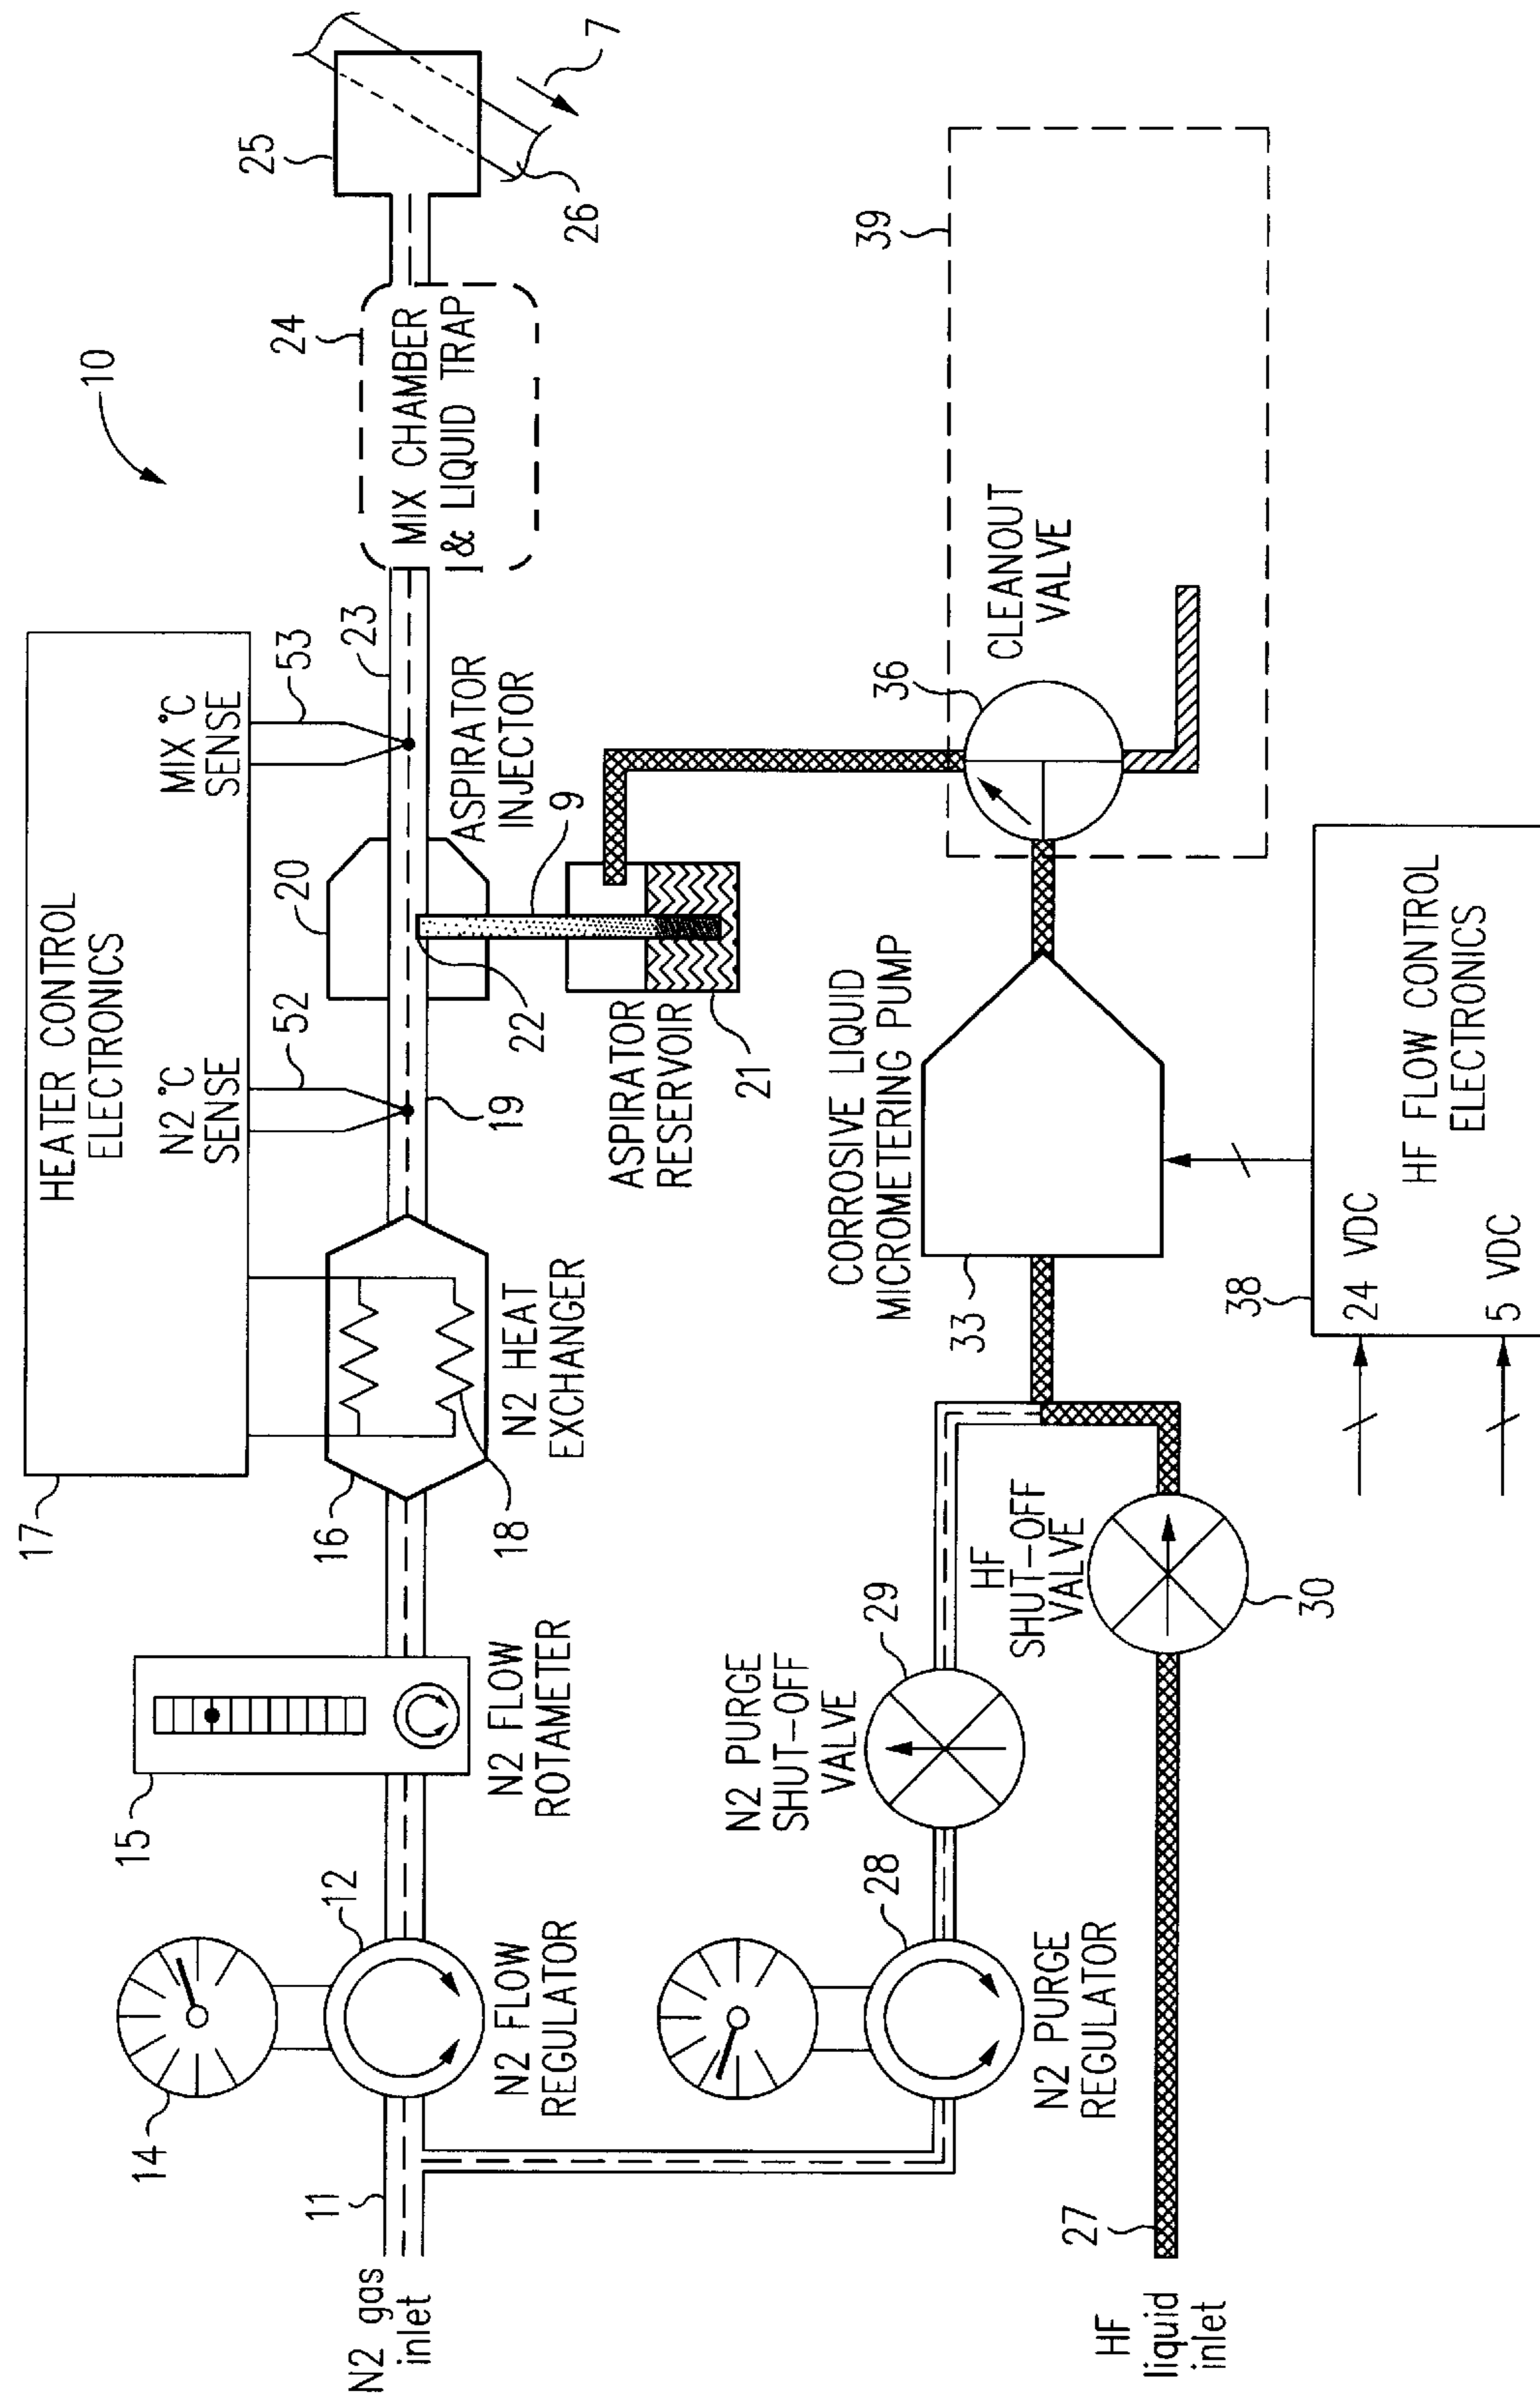 10
17
HEATER CONTROL
ELECTRONICS
N2 °C
SENSE
MIX °C
SENSE
52
53
14
12
15
16
18
19
20
22
23
24
25
26
7
9
11
N2 gas
inlet
N2 FLOW
REGULATOR
N2 FLOW
ROTAMETER
N2 HEAT
EXCHANGER
ASPIRATOR
INJECTOR
MIX CHAMBER
& LIQUID TRAP
ASPIRATOR
RESERVOIR
21
28
N2 PURGE
REGULATOR
N2 PURGE
SHUT-OFF
VALVE
29
HF
SHUT-OFF
VALVE
30
27
HF
liquid
inlet
CORROSIVE LIQUID
MICROMETERING PUMP
33
36
CLEANOUT
VALVE
39
38
24 VDC
5 VDC
HF FLOW CONTROL
ELECTRONICS